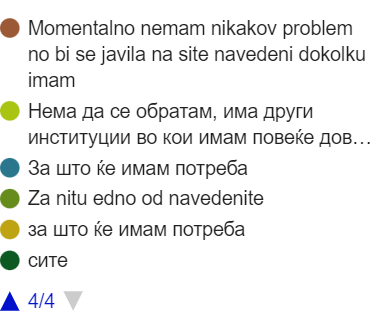 Momentalno nemam nikakov problem
no bi se javila na site navedeni dokolku
imam
Нема да се обратам, има други
институции во кои имам повеќе дов...
За што ќе имам потреба
Za nitu edno od navedenite
за што ќе имам потреба
сите
4/4